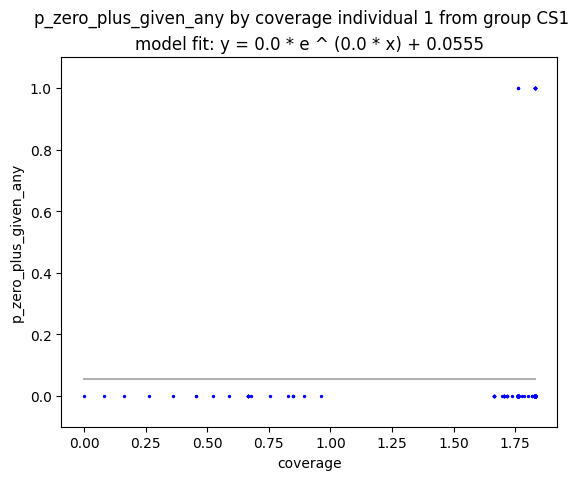 p_zero_plus_given_any by coverage individual 1 from group CS1
model fit: y = 0.0 * e ^ (0.0 * x) + 0.0555
1.0
0.8
0.6
0.4
0.2
0.0
p_zero_plus_given_any
0.00 0.25 0.50 0.75 1.00 1.25 1.50 1.75
coverage